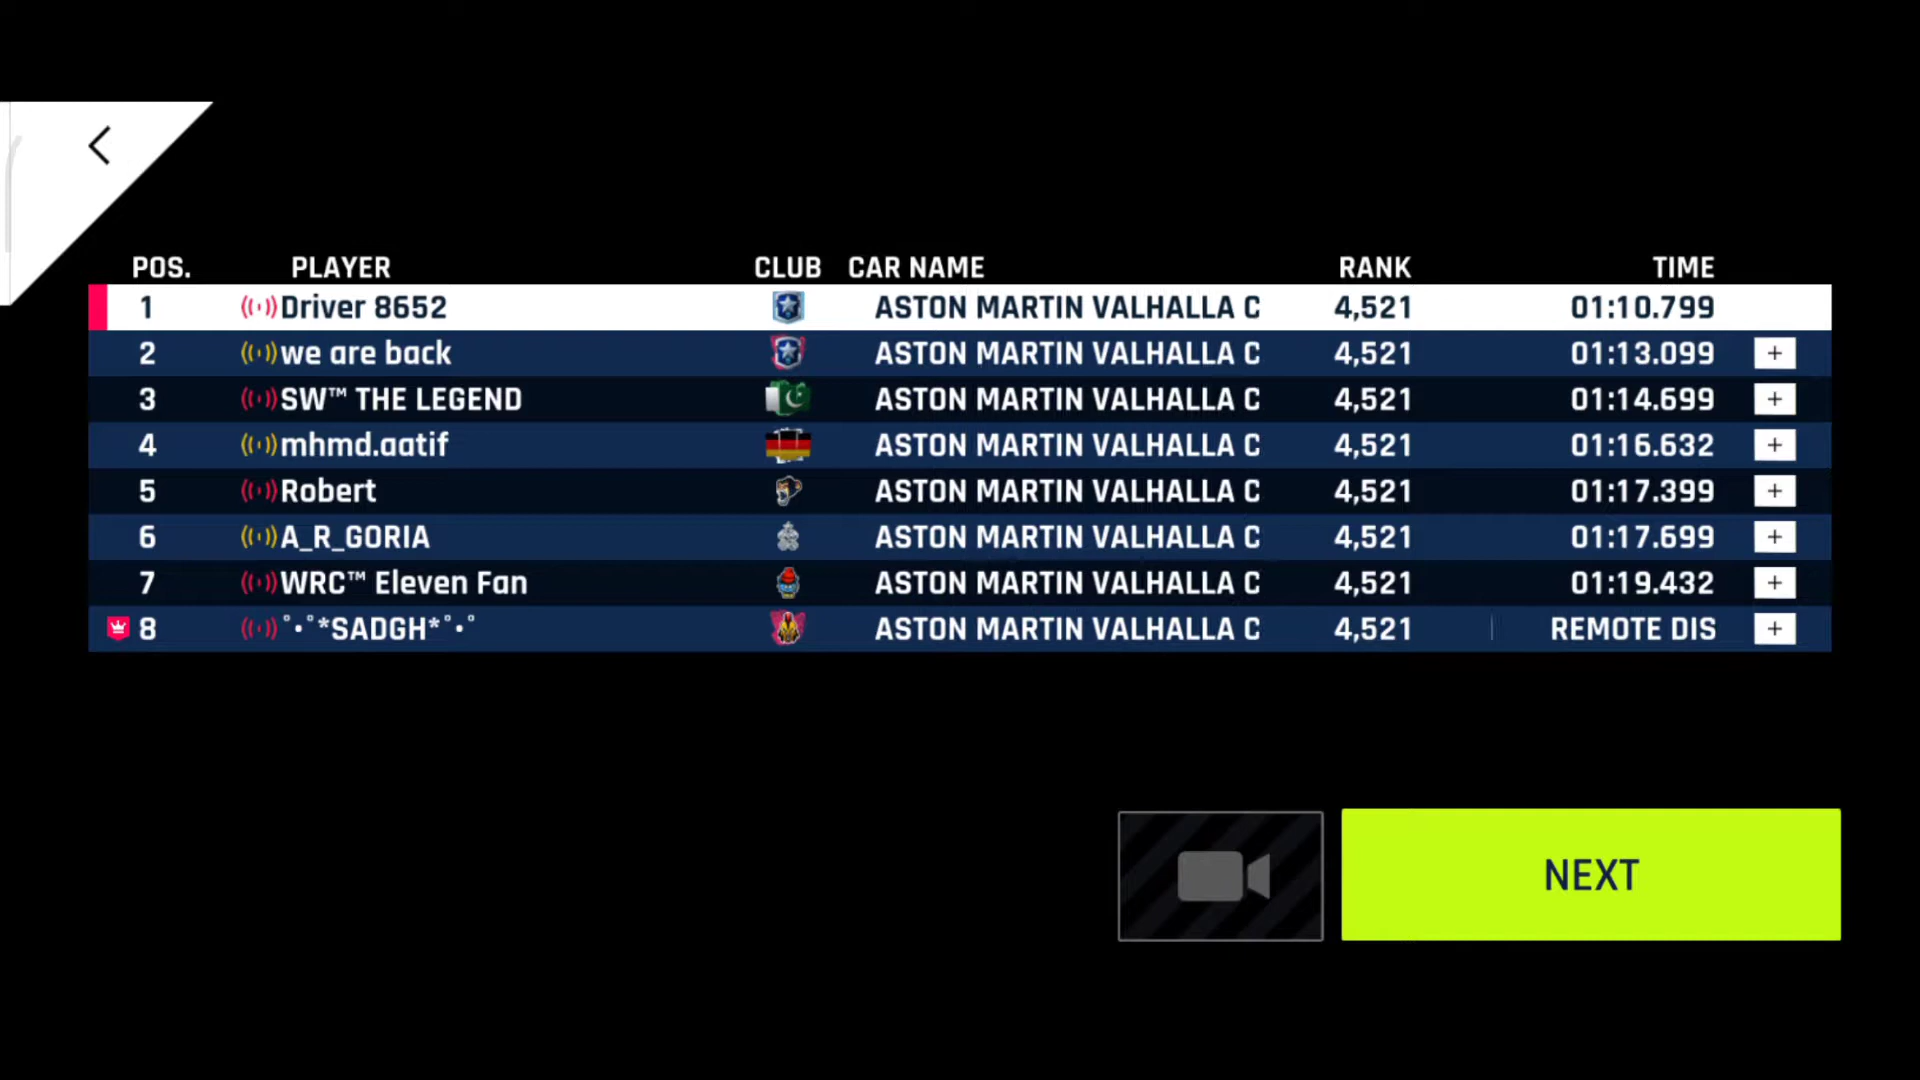 POS. PLAYER CLUB CAR NAME RANK TIME
1 Driver 8652 ASTON MARTIN VALHALLA C 4,521 01:10.799
2 we are back ASTON MARTIN VALHALLA C 4,521 01:13.099 +
3 SW™ THE LEGEND ASTON MARTIN VALHALLA C 4,521 01:14.699 +
4 mhmd.aatif ASTON MARTIN VALHALLA C 4,521 01:16.632 +
5 Robert ASTON MARTIN VALHALLA C 4,521 01:17.399 +
6 A_R_GORIA ASTON MARTIN VALHALLA C 4,521 01:17.699 +
7 WRC™ Eleven Fan ASTON MARTIN VALHALLA C 4,521 01:19.432 +
8 ˚•˚*SADGH*˚•˚ ASTON MARTIN VALHALLA C 4,521 REMOTE DIS +
NEXT